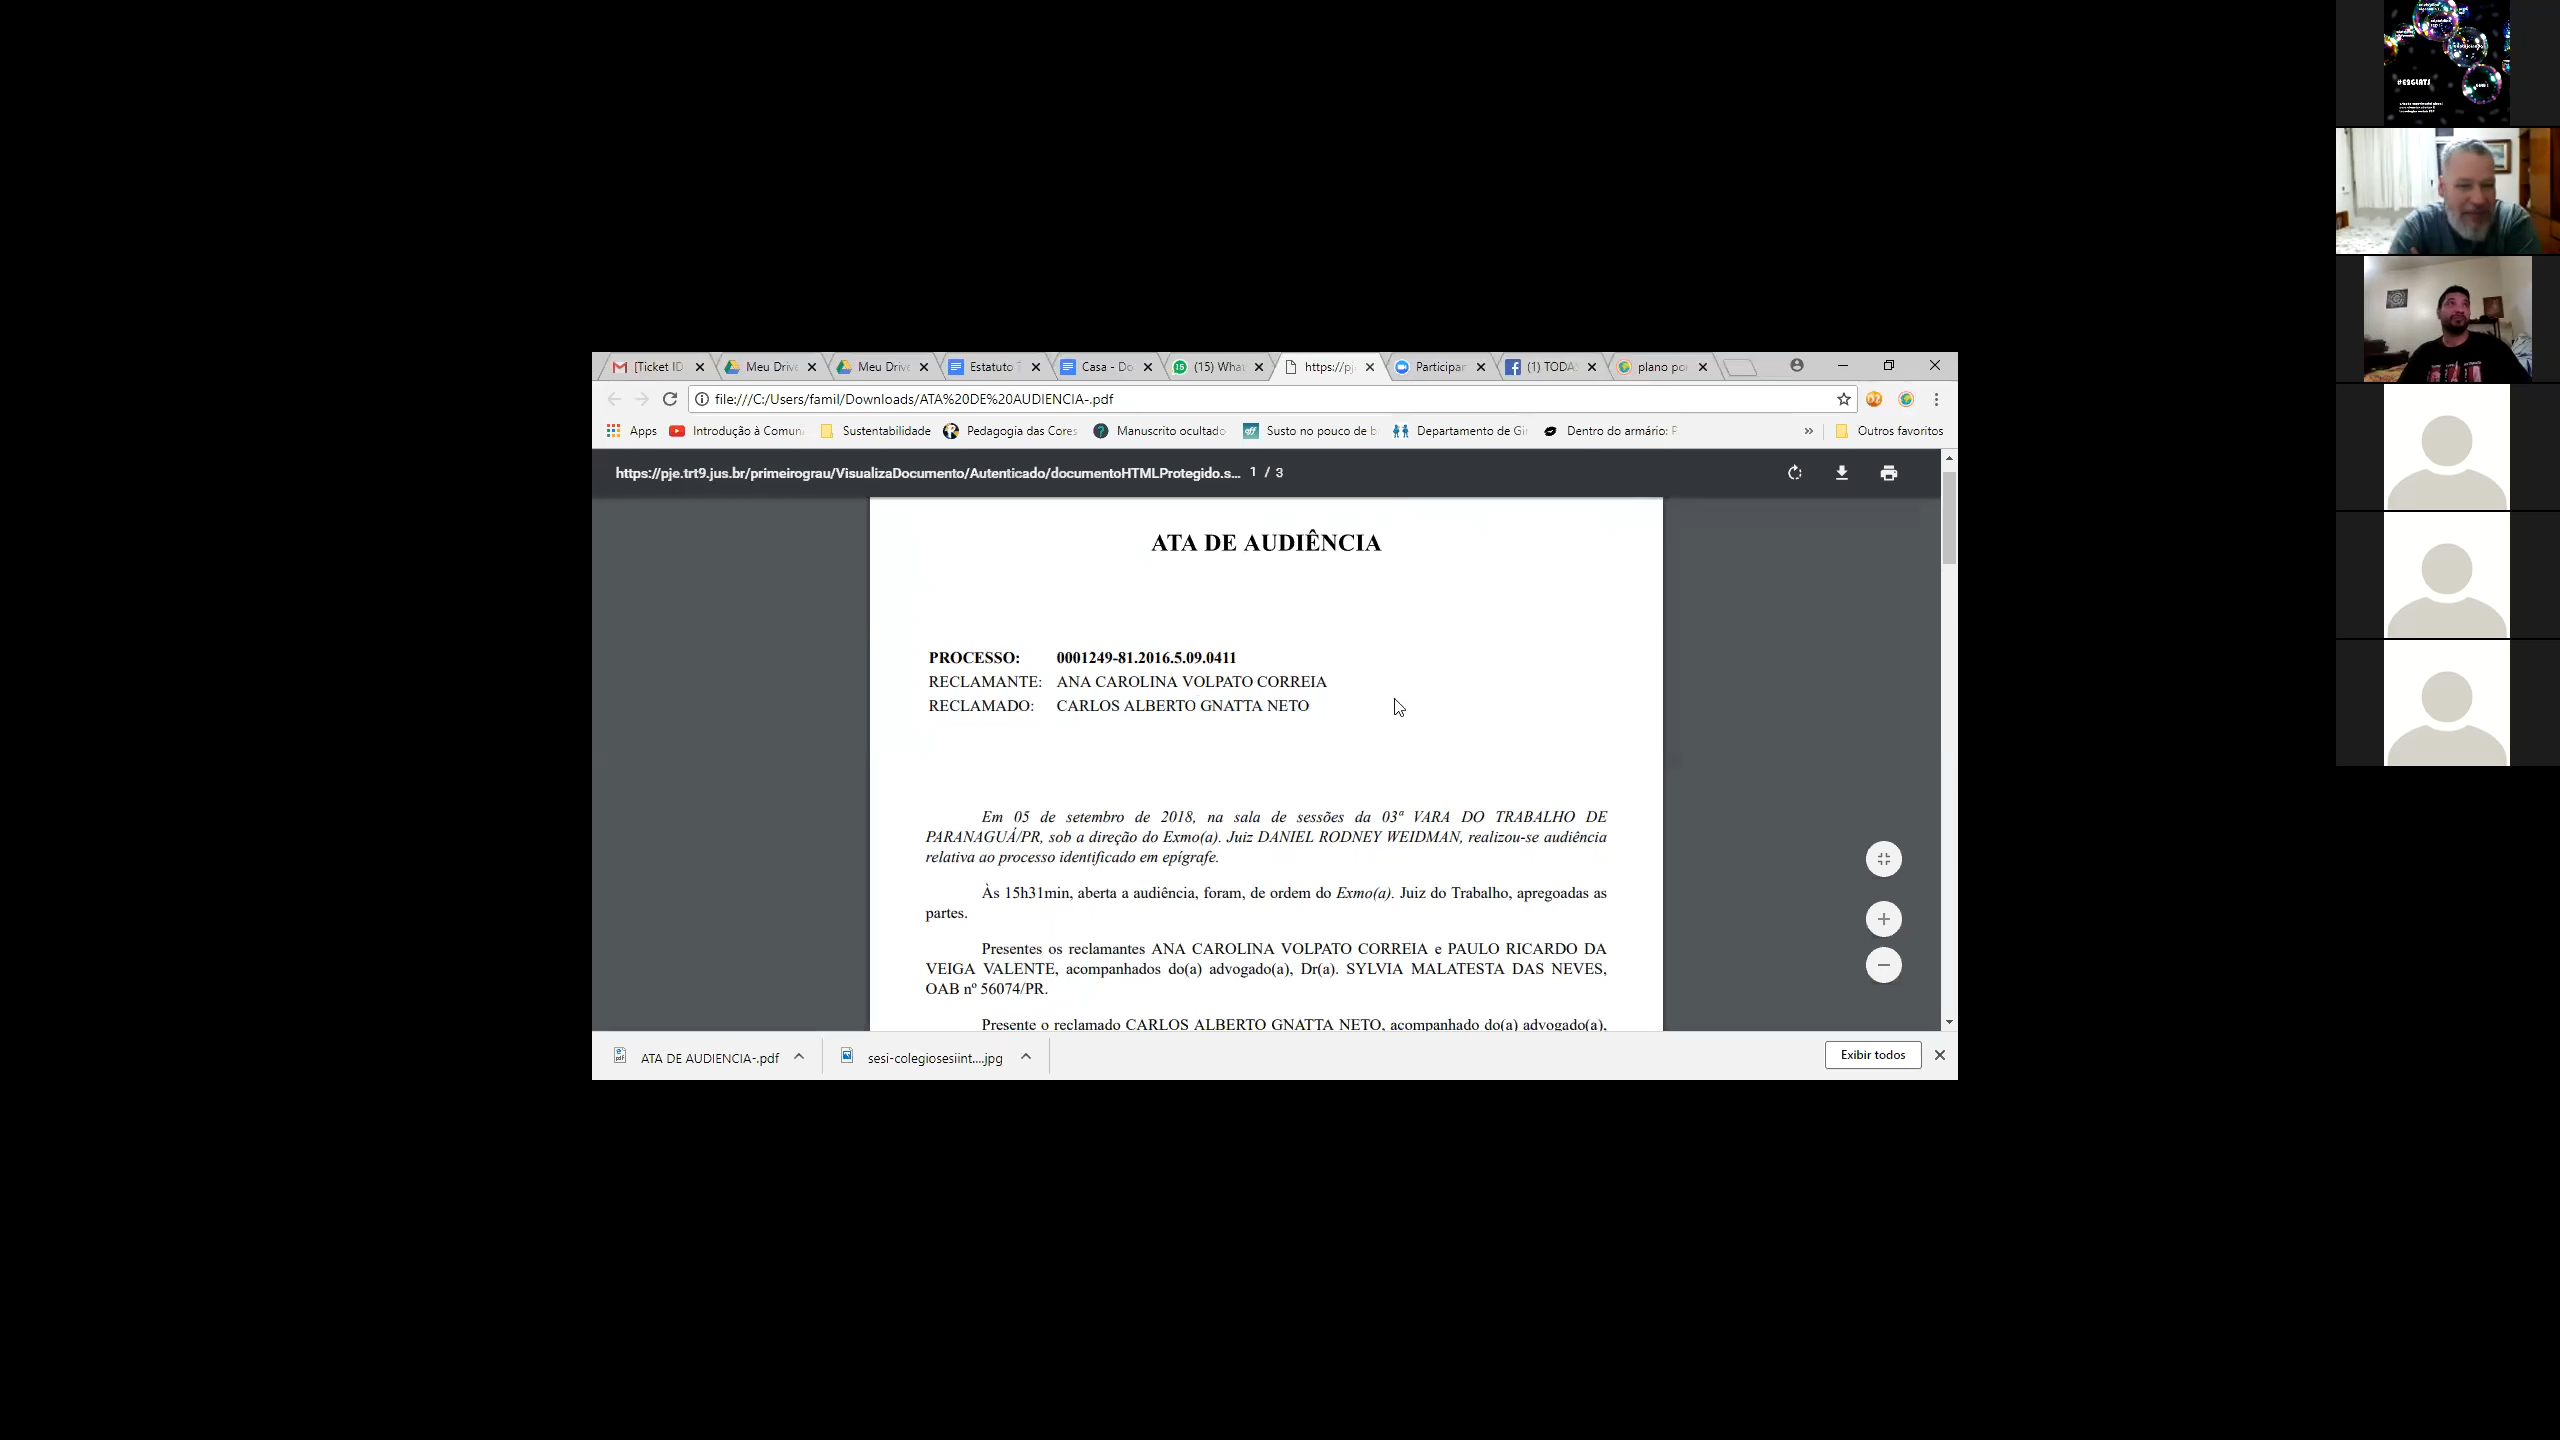 [Ticket ID
Meu Drive
Meu Drive
Estatuto T
Casa - Do
(15) What
https://pj
Participar
(1) TODA
plano po
file:///C:/Users/famil/Downloads/ATA%20DE%20AUDIENCIA-.pdf
Apps
Introdução à Comun
Sustentabilidade
Pedagogia das Cores
Manuscrito ocultado
Susto no pouco de b
Departamento de Gi
Dentro do armário: P
»
Outros favoritos
https://pje.trt9.jus.br/primeirograu/VisualizaDocumento/Autenticado/documentoHTMLProtegido.s... 1 / 3
ATA DE AUDIÊNCIA
PROCESSO: 0001249-81.2016.5.09.0411
RECLAMANTE: ANA CAROLINA VOLPATO CORREIA
RECLAMADO: CARLOS ALBERTO GNATTA NETO
Em 05 de setembro de 2018, na sala de sessões da 03ª VARA DO TRABALHO DE
PARANAGUÁ/PR, sob a direção do Exmo(a). Juiz DANIEL RODNEY WEIDMAN, realizou-se audiência
relativa ao processo identificado em epígrafe.
Às 15h31min, aberta a audiência, foram, de ordem do Exmo(a). Juiz do Trabalho, apregoadas as
partes.
Presentes os reclamantes ANA CAROLINA VOLPATO CORREIA e PAULO RICARDO DA
VEIGA VALENTE, acompanhados do(a) advogado(a), Dr(a). SYLVIA MALATESTA DAS NEVES,
OAB nº 56074/PR.
Presente o reclamado CARLOS ALBERTO GNATTA NETO, acompanhado do(a) advogado(a),
ATA DE AUDIENCIA-.pdf
sesi-colegiosesiint....jpg
Exibir todos